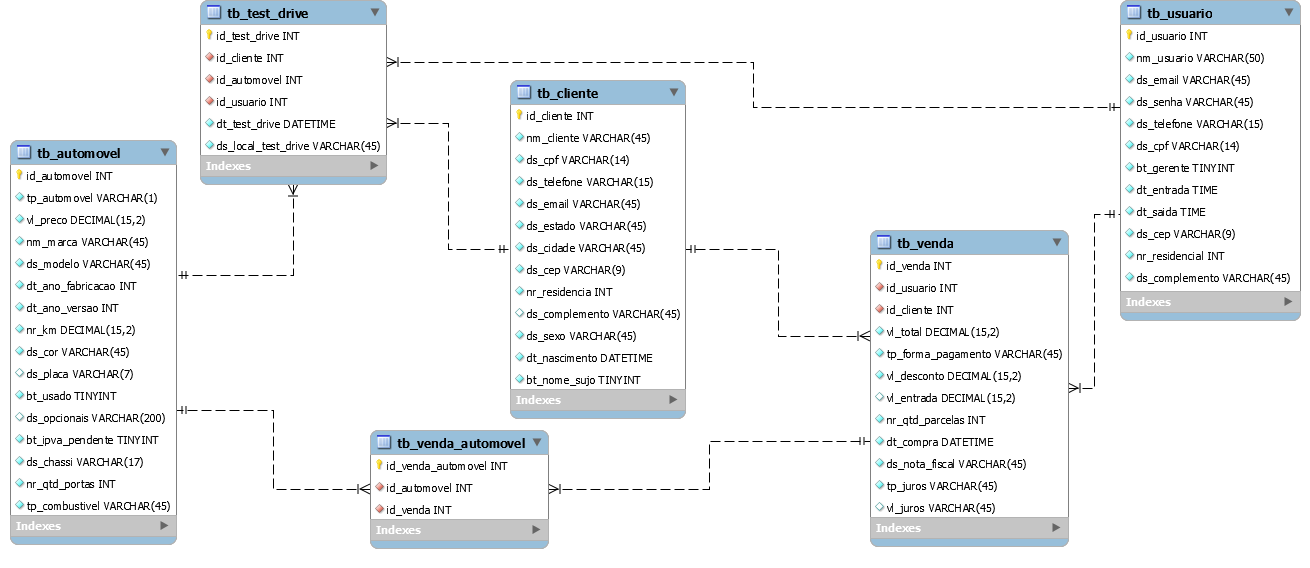 tb_test_drive
id_test_drive INT
id_cliente INT
id_automovel INT
id_usuario INT
dt_test_drive DATETIME
ds_local_test_drive VARCHAR(45)
Indexes
tb_usuario
id_usuario INT
nm_usuario VARCHAR(50)
ds_email VARCHAR(45)
ds_senha VARCHAR(45)
ds_telefone VARCHAR(15)
ds_cpf VARCHAR(14)
bt_gerente TINYINT
dt_entrada TIME
dt_saida TIME
ds_cep VARCHAR(9)
nr_residencial INT
ds_complemento VARCHAR(45)
Indexes
tb_cliente
id_cliente INT
nm_cliente VARCHAR(45)
ds_cpf VARCHAR(14)
ds_telefone VARCHAR(15)
ds_email VARCHAR(45)
ds_estado VARCHAR(45)
ds_cidade VARCHAR(45)
ds_cep VARCHAR(9)
nr_residencia INT
ds_complemento VARCHAR(45)
ds_sexo VARCHAR(45)
dt_nascimento DATETIME
bt_nome_sujo TINYINT
Indexes
tb_automovel
id_automovel INT
tp_automovel VARCHAR(1)
vl_preco DECIMAL(15,2)
nm_marca VARCHAR(45)
ds_modelo VARCHAR(45)
dt_ano_fabricacao INT
dt_ano_versao INT
nr_km DECIMAL(15,2)
ds_cor VARCHAR(45)
ds_placa VARCHAR(7)
bt_usado TINYINT
ds_opcionais VARCHAR(200)
bt_ipva_pendente TINYINT
ds_chassi VARCHAR(17)
nr_qtd_portas INT
tp_combustivel VARCHAR(45)
Indexes
tb_venda
id_venda INT
id_usuario INT
id_cliente INT
vl_total DECIMAL(15,2)
tp_forma_pagamento VARCHAR(45)
vl_desconto DECIMAL(15,2)
vl_entrada DECIMAL(15,2)
nr_qtd_parcelas INT
dt_compra DATETIME
ds_nota_fiscal VARCHAR(45)
tp_juros VARCHAR(45)
vl_juros VARCHAR(45)
Indexes
tb_venda_automovel
id_venda_automovel INT
id_automovel INT
id_venda INT
Indexes